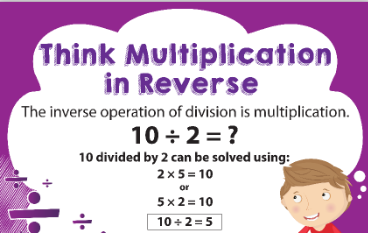 Think Multiplication
in Reverse
The inverse operation of division is multiplication.
10 ÷ 2 = ?
10 divided by 2 can be solved using:
2 × 5 = 10
or
5 × 2 = 10
10 ÷ 2 = 5